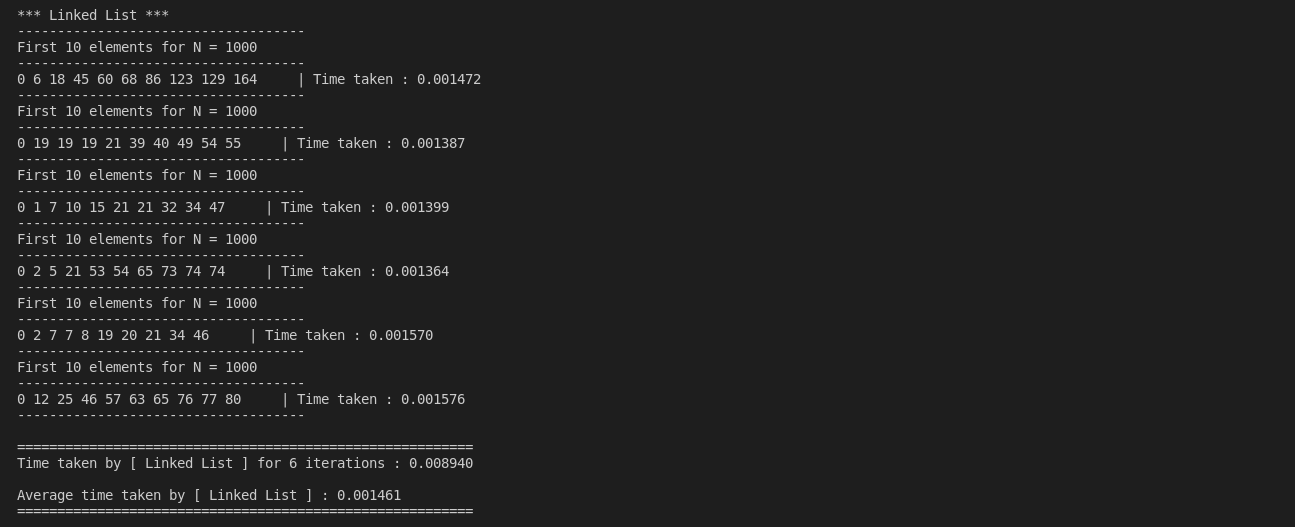 *** Linked List ***
------------------------------------
First 10 elements for N = 1000
------------------------------------
0 6 18 45 60 68 86 123 129 164     | Time taken : 0.001472
------------------------------------
First 10 elements for N = 1000
------------------------------------
0 19 19 19 21 39 40 49 54 55     | Time taken : 0.001387
------------------------------------
First 10 elements for N = 1000
------------------------------------
0 1 7 10 15 21 21 32 34 47     | Time taken : 0.001399
------------------------------------
First 10 elements for N = 1000
------------------------------------
0 2 5 21 53 54 65 73 74 74     | Time taken : 0.001364
------------------------------------
First 10 elements for N = 1000
------------------------------------
0 2 7 7 8 19 20 21 34 46     | Time taken : 0.001570
------------------------------------
First 10 elements for N = 1000
------------------------------------
0 12 25 46 57 63 65 76 77 80     | Time taken : 0.001576
------------------------------------
=========================================================
Time taken by [ Linked List ] for 6 iterations : 0.008940
Average time taken by [ Linked List ] : 0.001461
=========================================================